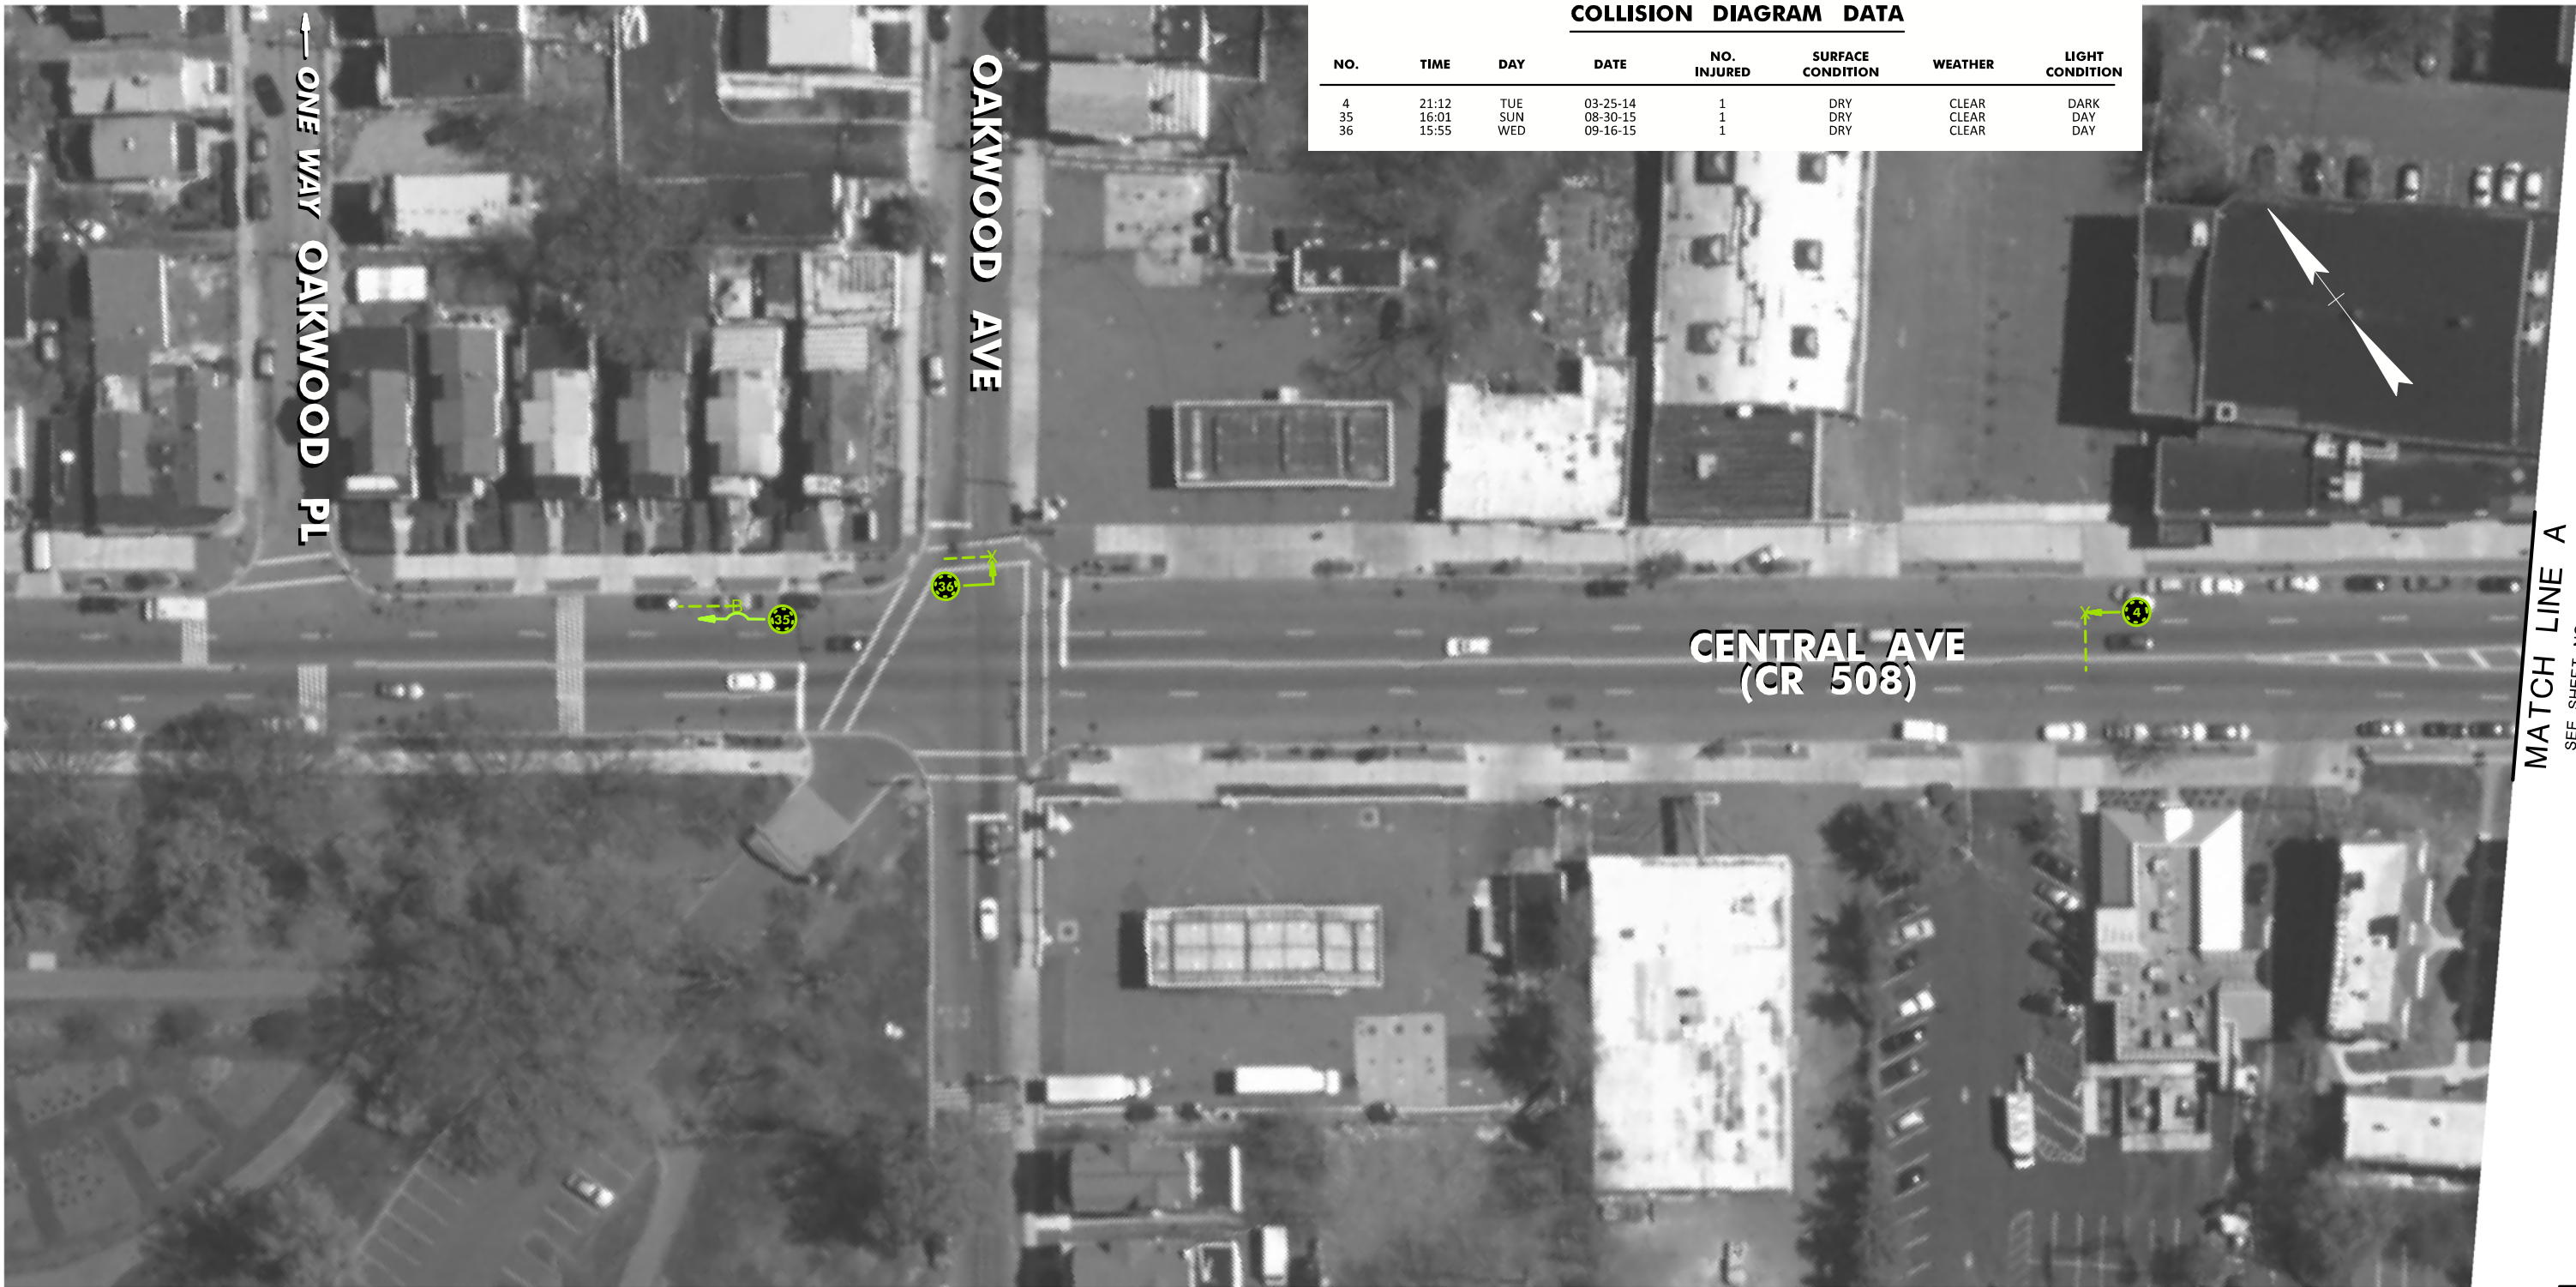 COLLISION DIAGRAM DATA
NO. TIME DAY DATE NO. INJURED SURFACE CONDITION WEATHER LIGHT CONDITION
4 21:12 TUE 03-25-14 1 DRY CLEAR DARK
35 16:01 SUN 08-30-15 1 DRY CLEAR DAY
36 15:55 WED 09-16-15 1 DRY CLEAR DAY
ONE WAY
OAKWOOD PL
OAKWOOD AVE
36
B
35
4
CENTRAL AVE
(CR 508)
MATCH LINE A
SEE SHEET